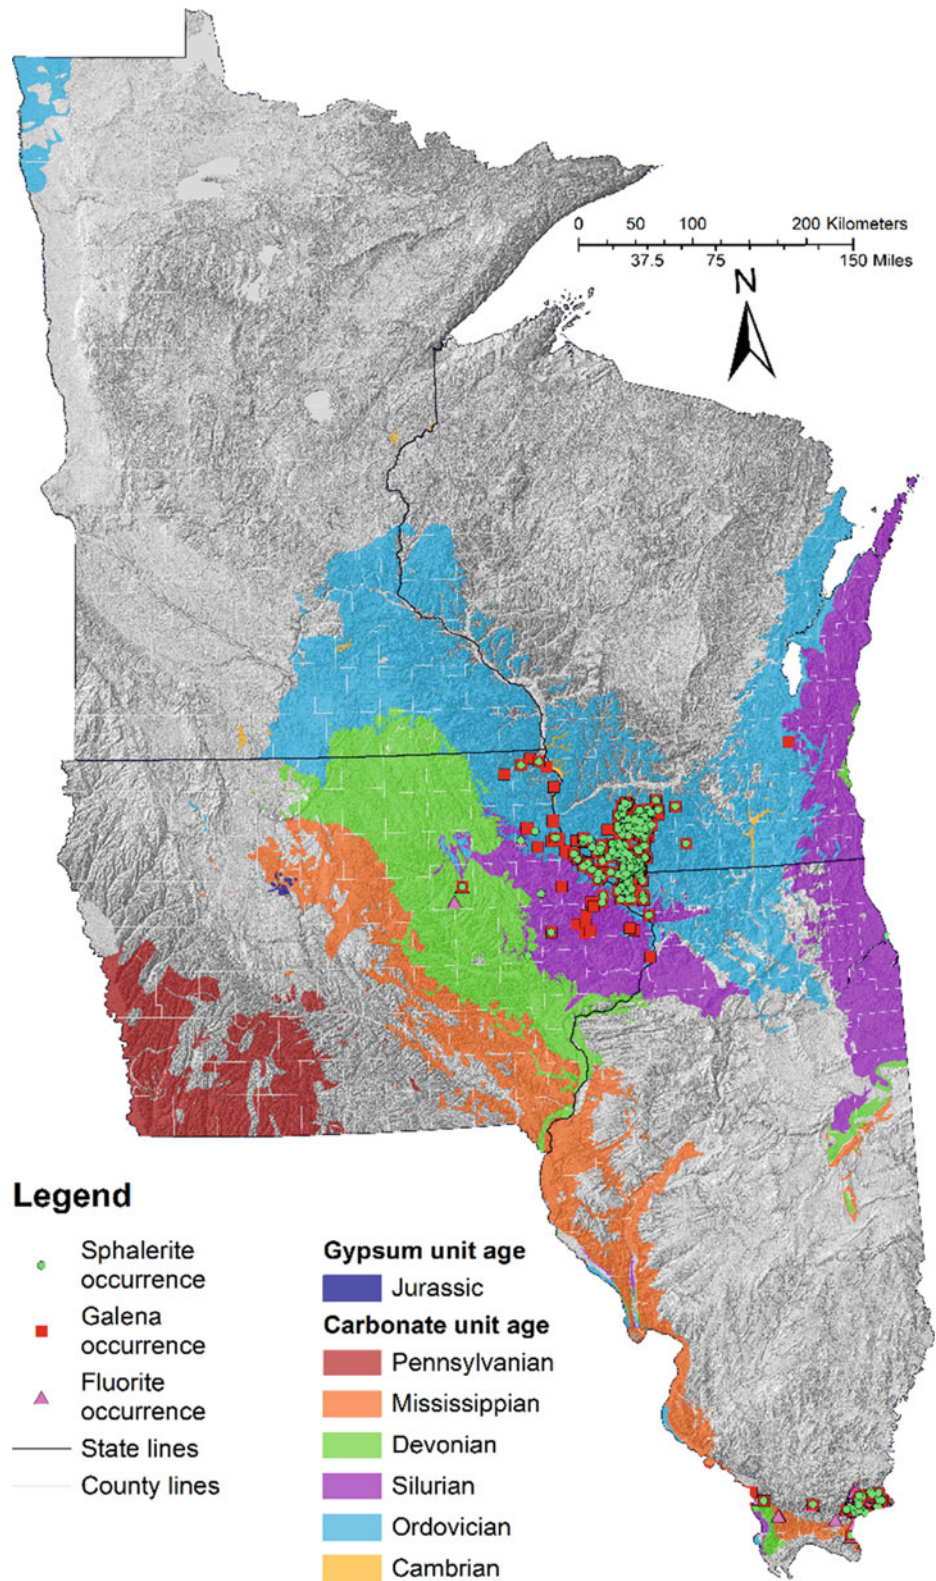 0 50 100 200 Kilometers
37.5 75 150 Miles
N
Legend
Sphalerite
occurrence
Galena
occurrence
Fluorite
occurrence
State lines
County lines
Gypsum unit age
Jurassic
Carbonate unit age
Pennsylvanian
Mississippian
Devonian
Silurian
Ordovician
Cambrian